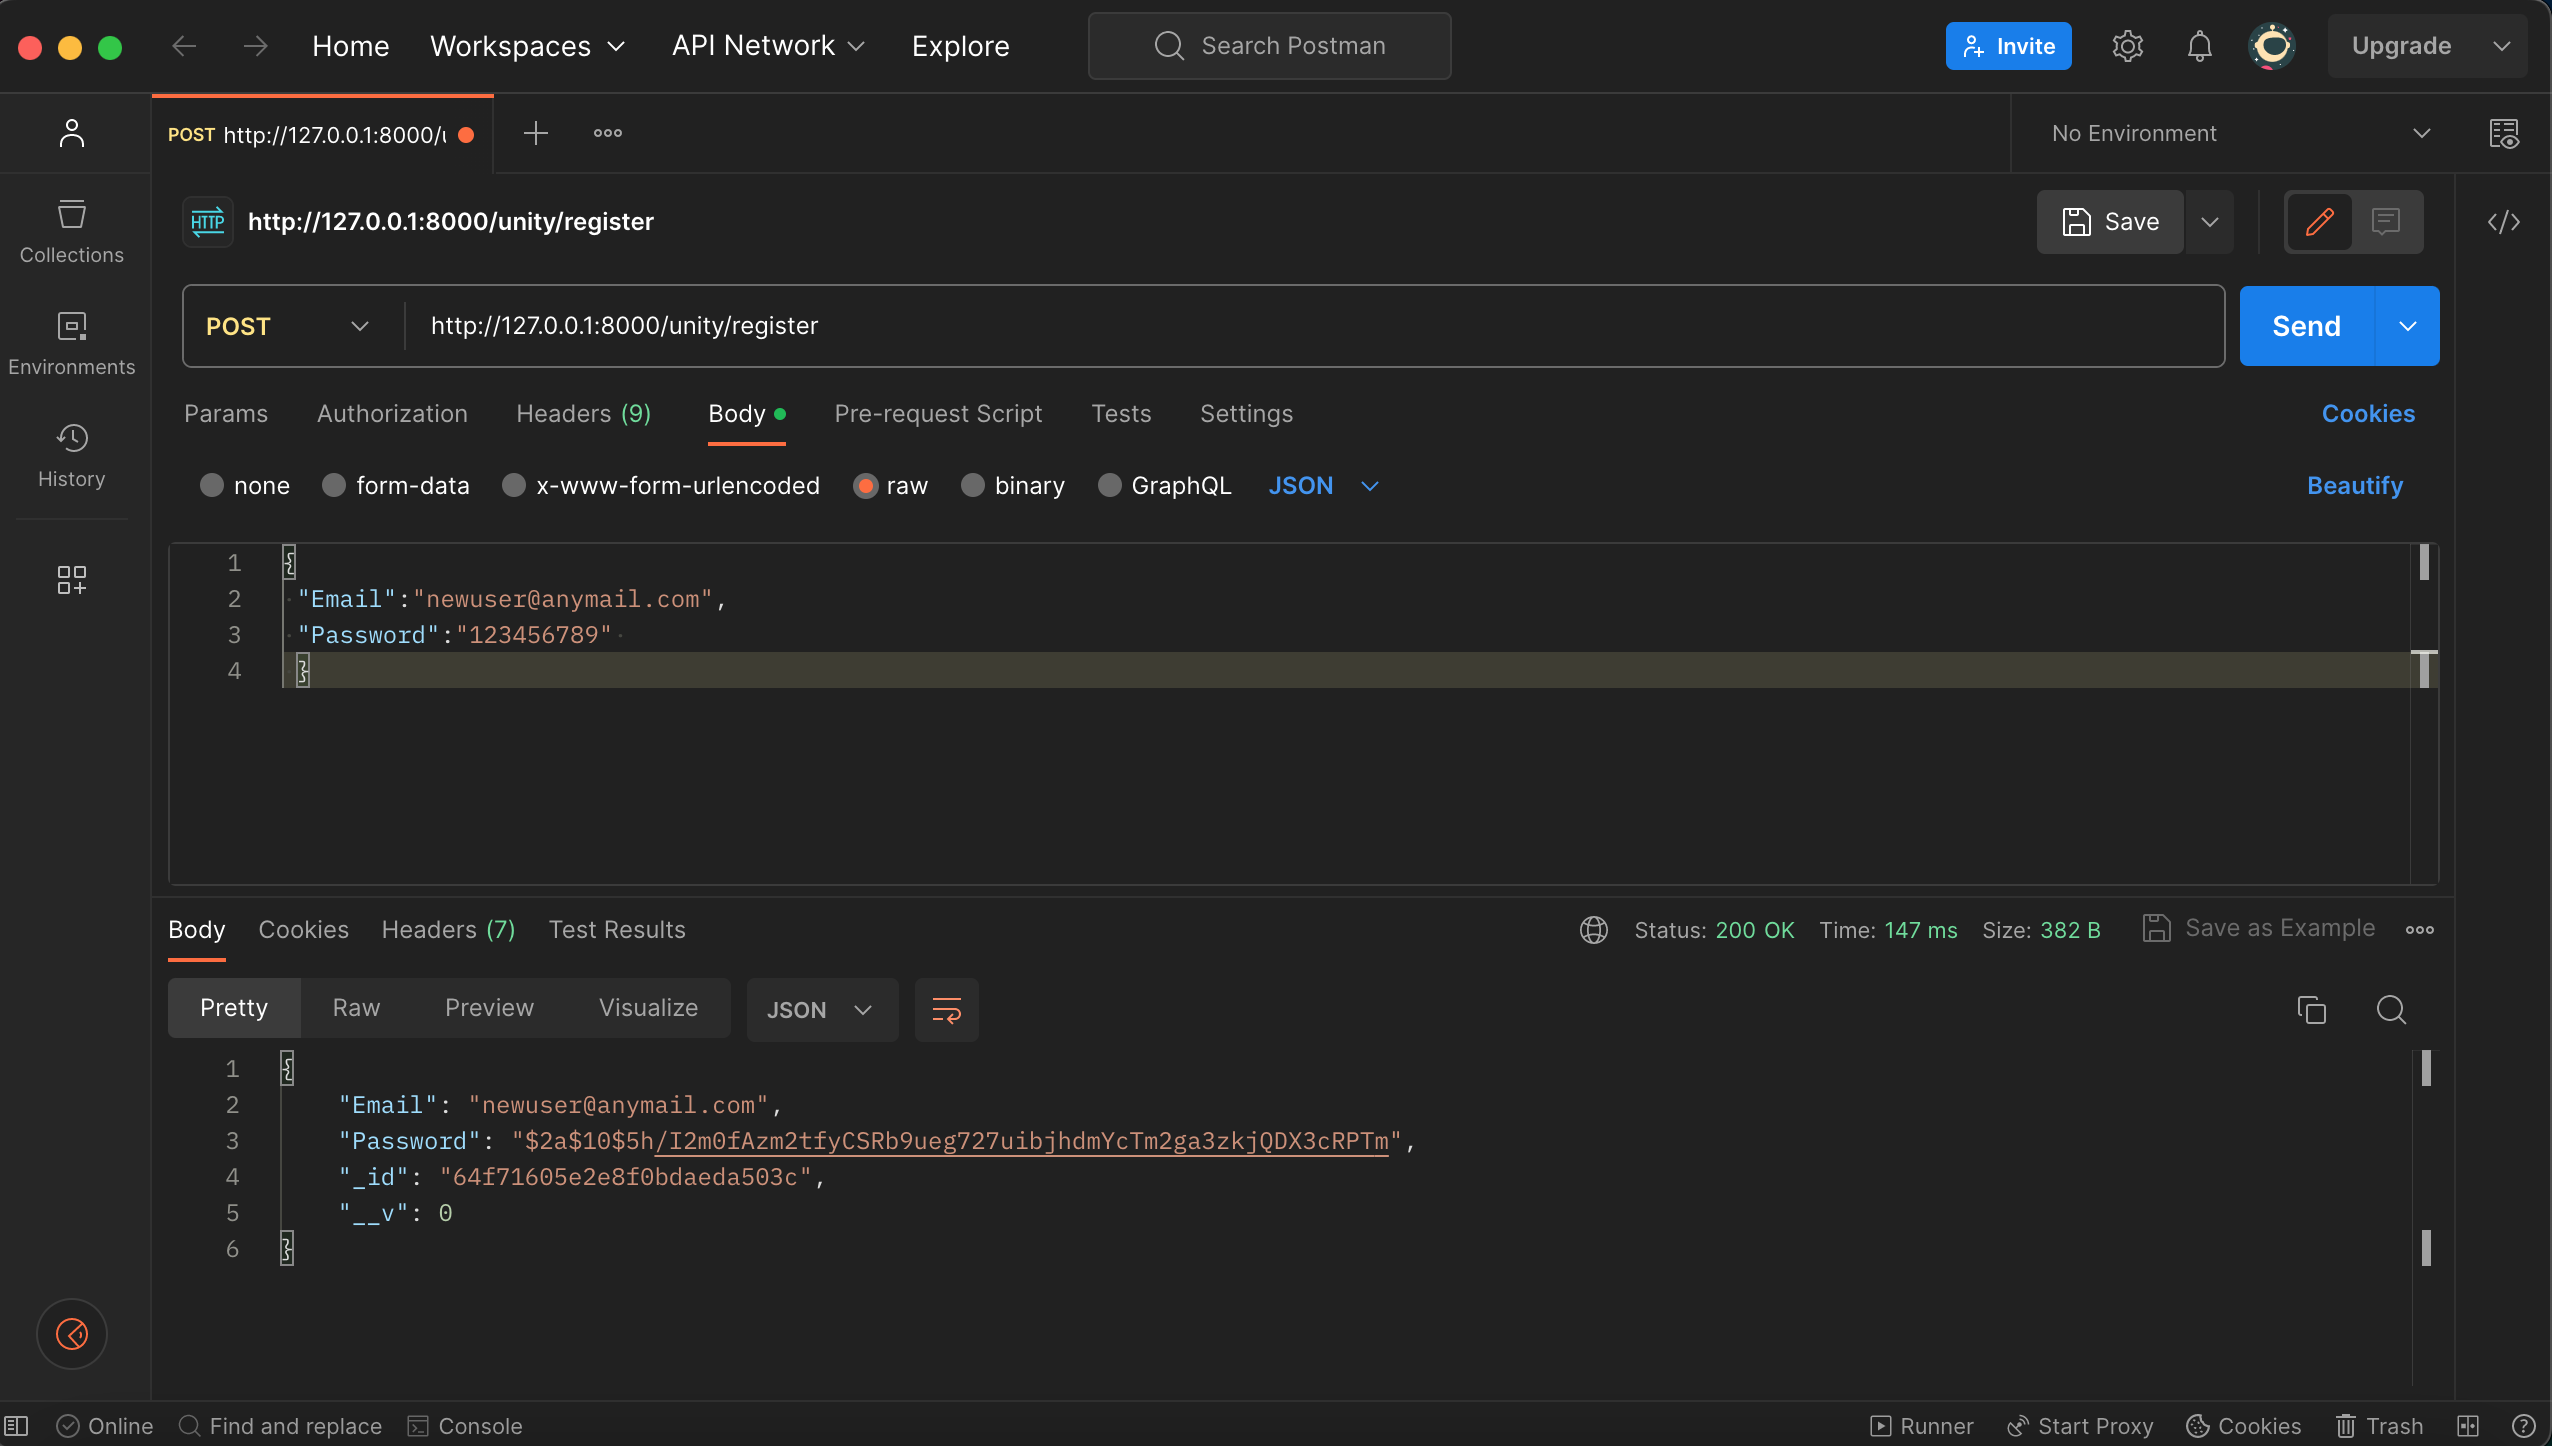 Home Workspaces API Network Explore Search Postman Invite Upgrade
POST http://127.0.0.1:8000/u No Environment
HTTP http://127.0.0.1:8000/unity/register Save
Collections
Environments
History
POST http://127.0.0.1:8000/unity/register Send
Params Authorization Headers (9) Body Pre-request Script Tests Settings Cookies
none form-data x-www-form-urlencoded raw binary GraphQL JSON Beautify
1 {
2 "Email":"newuser@anymail.com",
3 "Password":"123456789"
4 }
Body Cookies Headers (7) Test Results Status: 200 OK Time: 147 ms Size: 382 B Save as Example
Pretty Raw Preview Visualize JSON
1 {
2 "Email": "newuser@anymail.com",
3 "Password": "$2a$10$5h/I2m0fAzm2tfyCSRb9ueg727uibjhdmYcTm2ga3zkjQDX3cRPTm",
4 "_id": "64f71605e2e8f0bdaeda503c",
5 "__v": 0
6 }
Online Find and replace Console Runner Start Proxy Cookies Trash